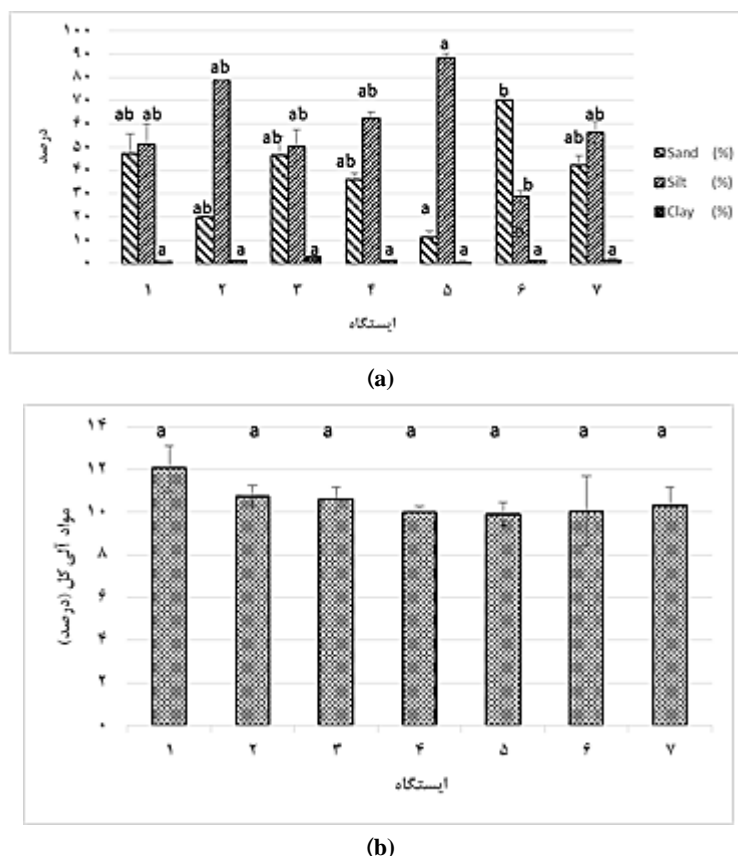 a
ab ab
ab ab ab ab ab b ab
ab a a a ab a a a b a a
درصد
۱۰۰
۹۰
۸۰
۷۰
۶۰
۵۰
۴۰
۳۰
۲۰
۱۰
۰
Sand (%)
Silt (%)
Clay (%)
۱ ۲ ۳ ۴ ۵ ۶ ۷
ایستگاه
(a)
a a a a a a a
مواد آلی کل (درصد)
۱۴
۱۲
۱۰
۸
۶
۴
۲
۰
۱ ۲ ۳ ۴ ۵ ۶ ۷
ایستگاه
(b)